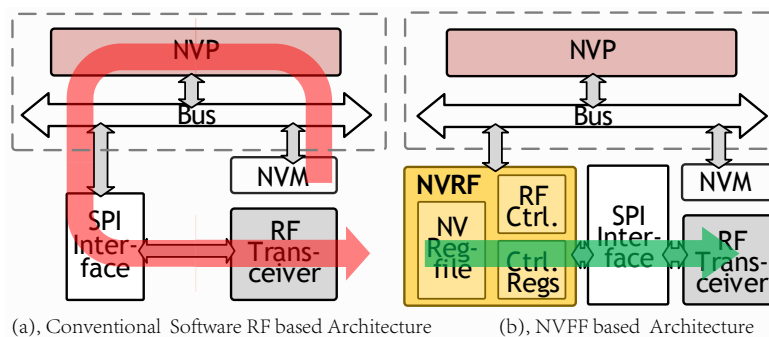 NVP
Bus
NVM
SPI
Inter-
face
RF
Trans-
ceiver
(a), Conventional Software RF based Architecture
NVP
Bus
NVRF
NV
Reg-
file
RF
Ctrl.
Ctrl.
Regs
SPI
Inter-
face
NVM
RF
Trans-
ceiver
(b), NVFF based Architecture